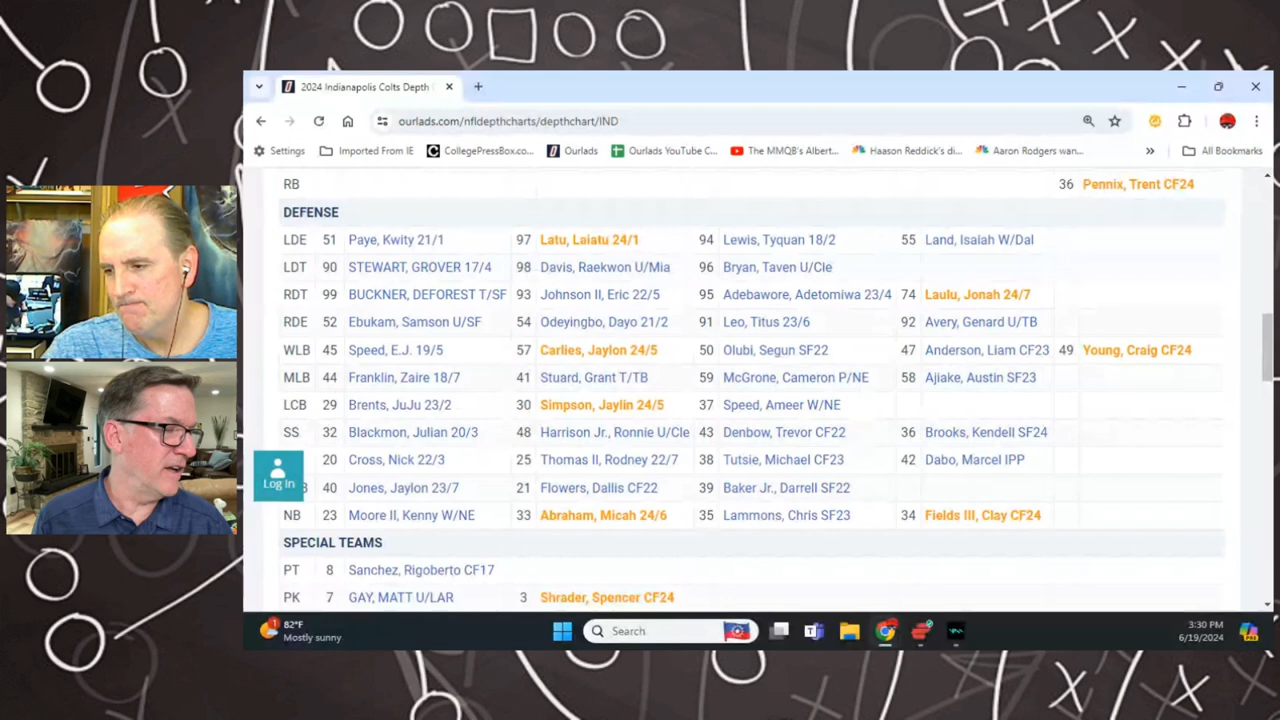 2024 Indianapolis Colts Depth
ourlads.com/nfldepthcharts/depthchart/IND
Settings Imported From IE CollegePressBox.co... Ourlads Ourlads YouTube C... The MMQB's Albert... Haason Reddick's di... Aaron Rodgers wan... » All Bookmarks
RB 36 Pennix, Trent CF24
DEFENSE
LDE 51 Paye, Kwity 21/1 97 Latu, Laiatu 24/1 94 Lewis, Tyquan 18/2 55 Land, Isaiah W/Dal
LDT 90 STEWART, GROVER 17/4 98 Davis, Raekwon U/Mia 96 Bryan, Taven U/Cle
RDT 99 BUCKNER, DEFOREST T/SF 93 Johnson II, Eric 22/5 95 Adebawore, Adetomiwa 23/4 74 Laulu, Jonah 24/7
RDE 52 Ebukam, Samson U/SF 54 Odeyingbo, Dayo 21/2 91 Leo, Titus 23/6 92 Avery, Genard U/TB
WLB 45 Speed, E.J. 19/5 57 Carlies, Jaylon 24/5 50 Olubi, Segun SF22 47 Anderson, Liam CF23 49 Young, Craig CF24
MLB 44 Franklin, Zaire 18/7 41 Stuard, Grant T/TB 59 McGrone, Cameron P/NE 58 Ajiake, Austin SF23
LCB 29 Brents, JuJu 23/2 30 Simpson, Jaylin 24/5 37 Speed, Ameer W/NE
SS 32 Blackmon, Julian 20/3 48 Harrison Jr., Ronnie U/Cle 43 Denbow, Trevor CF22 36 Brooks, Kendell SF24
20 Cross, Nick 22/3 25 Thomas II, Rodney 22/7 38 Tutsie, Michael CF23 42 Dabo, Marcel IPP
40 Jones, Jaylon 23/7 21 Flowers, Dallis CF22 39 Baker Jr., Darrell SF22
Log In
NB 23 Moore II, Kenny W/NE 33 Abraham, Micah 24/6 35 Lammons, Chris SF23 34 Fields III, Clay CF24
SPECIAL TEAMS
PT 8 Sanchez, Rigoberto CF17
PK 7 GAY, MATT U/LAR 3 Shrader, Spencer CF24
1 82°F
Mostly sunny
Search
3:30 PM
6/19/2024